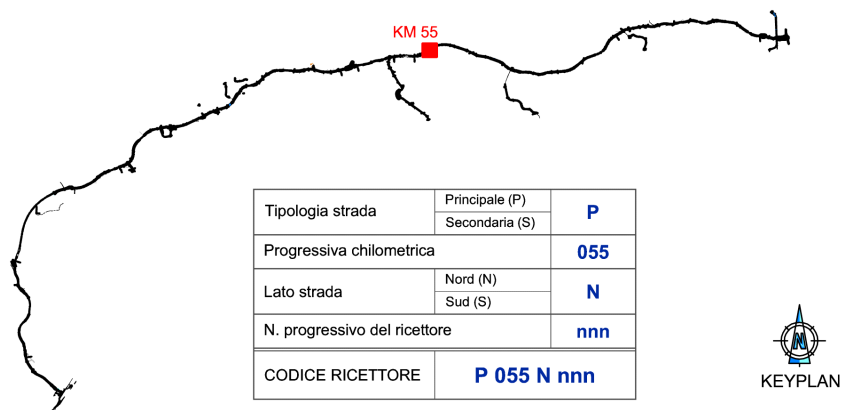 KM 55
Tipologia strada
Principale (P)
Secondaria (S)
P
Progressiva chilometrica
055
Lato strada
Nord (N)
Sud (S)
N
N. progressivo del ricettore
nnn
CODICE RICETTORE
P 055 N nnn
N
KEYPLAN